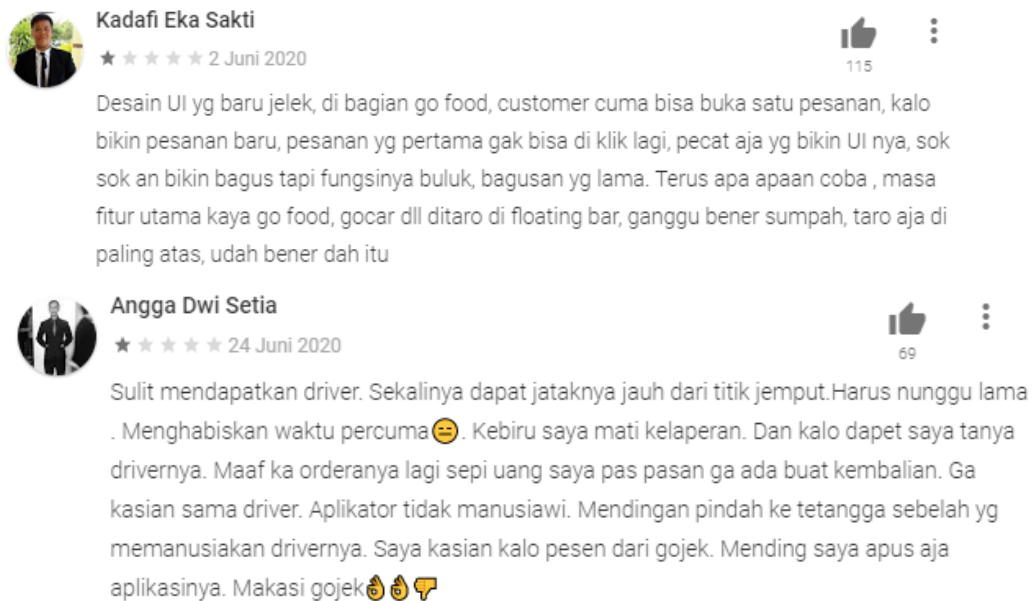 Kadafi Eka Sakti
2 Juni 2020
115
Desain UI yg baru jelek, di bagian go food, customer cuma bisa buka satu pesanan, kalo
bikin pesanan baru, pesanan yg pertama gak bisa di klik lagi, pecat aja yg bikin UI nya, sok
sok an bikin bagus tapi fungsinya buluk, bagusan yg lama. Terus apa apaan coba , masa
fitur utama kaya go food, gocar dll ditaro di floating bar, ganggu bener sumpah, taro aja di
paling atas, udah bener dah itu
Angga Dwi Setia
24 Juni 2020
69
Sulit mendapatkan driver. Sekalinya dapat jataknya jauh dari titik jemput.Harus nunggu lama
. Menghabiskan waktu percuma😑. Kebiru saya mati kelaperan. Dan kalo dapet saya tanya
drivernya. Maaf ka orderanya lagi sepi uang saya pas pasan ga ada buat kembalian. Ga
kasian sama driver. Aplikator tidak manusiawi. Mendingan pindah ke tetangga sebelah yg
memanusiakan drivernya. Saya kasian kalo pesen dari gojek. Mending saya apus aja
aplikasinya. Makasi gojek👌👌👎